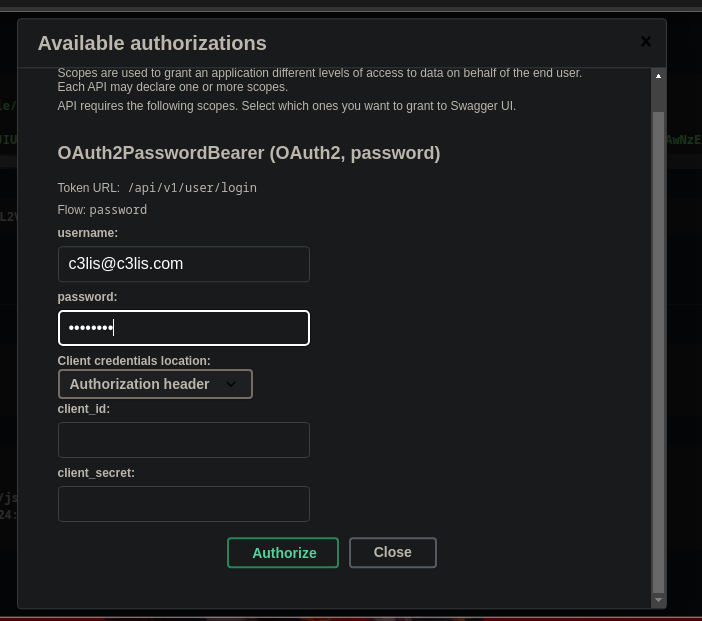 Available authorizations
Scopes are used to grant an application different levels of access to data on behalf of the end user.
Each API may declare one or more scopes.
API requires the following scopes. Select which ones you want to grant to Swagger UI.
OAuth2PasswordBearer (OAuth2, password)
Token URL: /api/v1/user/login
Flow: password
username:
c3lis@c3lis.com
password:
••••••••
Client credentials location:
Authorization header
client_id:
client_secret:
Authorize Close